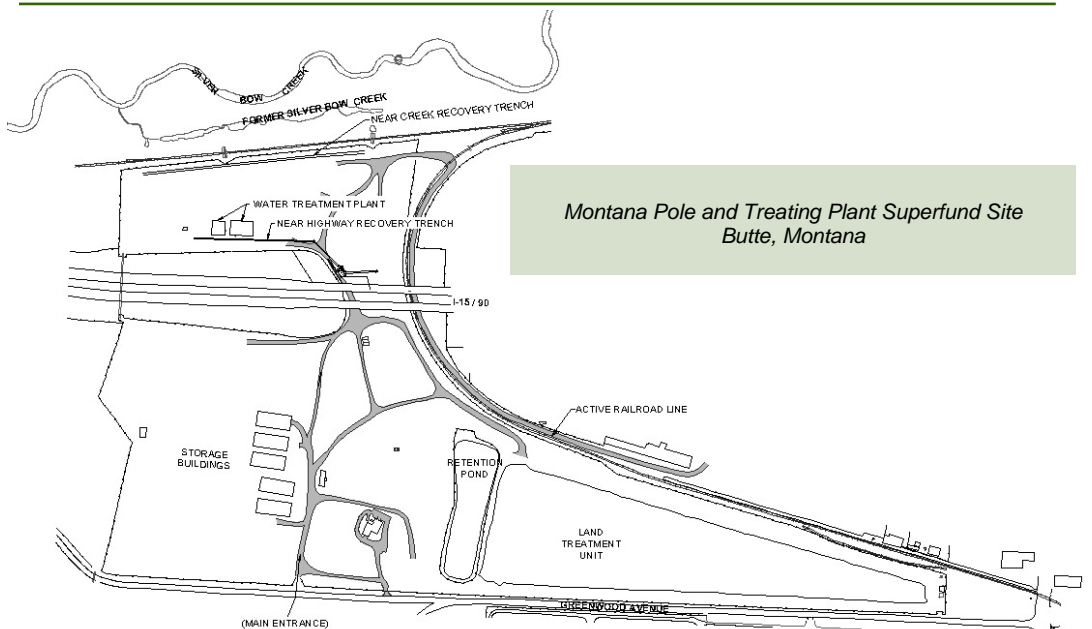 SILVER BOW CREEK
FORMER SILVER BOW CREEK
NEAR CREEK RECOVERY TRENCH
WATER TREATMENT PLANT
NEAR HIGHWAY RECOVERY TRENCH
Montana Pole and Treating Plant Superfund Site
Butte, Montana
I-15 / 90
ACTIVE RAILROAD LINE
STORAGE
BUILDINGS
RETENTION
POND
LAND
TREATMENT
UNIT
GREENWOOD AVENUE
(MAIN ENTRANCE)